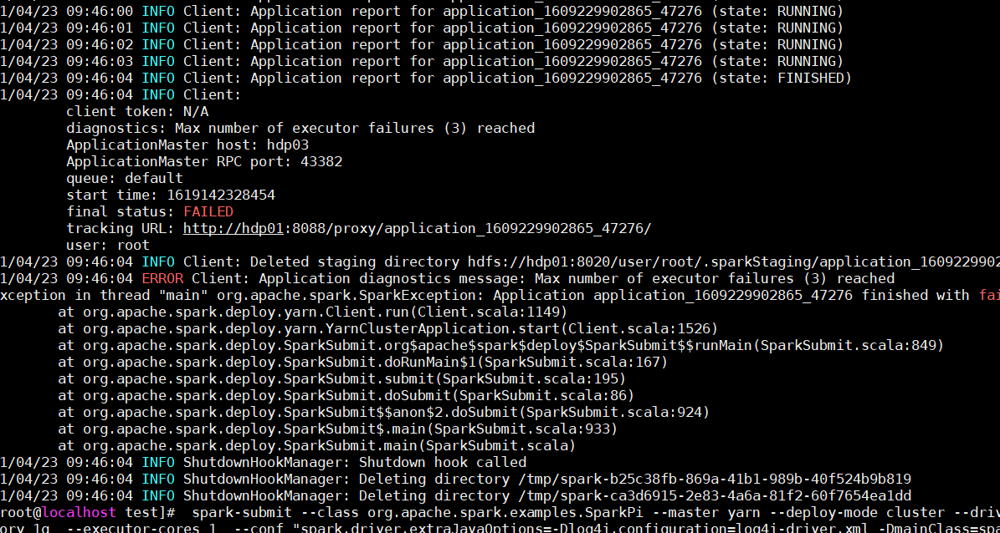 1/04/23 09:46:00 INFO Client: Application report for application_1609229902865_47276 (state: RUNNING)
1/04/23 09:46:01 INFO Client: Application report for application_1609229902865_47276 (state: RUNNING)
1/04/23 09:46:02 INFO Client: Application report for application_1609229902865_47276 (state: RUNNING)
1/04/23 09:46:03 INFO Client: Application report for application_1609229902865_47276 (state: RUNNING)
1/04/23 09:46:04 INFO Client: Application report for application_1609229902865_47276 (state: FINISHED)
1/04/23 09:46:04 INFO Client:
client token: N/A
diagnostics: Max number of executor failures (3) reached
ApplicationMaster host: hdp03
ApplicationMaster RPC port: 43382
queue: default
start time: 1619142328454
final status: FAILED
tracking URL: http://hdp01:8088/proxy/application_1609229902865_47276/
user: root
1/04/23 09:46:04 INFO Client: Deleted staging directory hdfs://hdp01:8020/user/root/.sparkStaging/application_1609229902
1/04/23 09:46:04 ERROR Client: Application diagnostics message: Max number of executor failures (3) reached
xception in thread "main" org.apache.spark.SparkException: Application application_1609229902865_47276 finished with fai
at org.apache.spark.deploy.yarn.Client.run(Client.scala:1149)
at org.apache.spark.deploy.yarn.YarnClusterApplication.start(Client.scala:1526)
at org.apache.spark.deploy.SparkSubmit.org$apache$spark$deploy$SparkSubmit$$runMain(SparkSubmit.scala:849)
at org.apache.spark.deploy.SparkSubmit.doRunMain$1(SparkSubmit.scala:167)
at org.apache.spark.deploy.SparkSubmit.submit(SparkSubmit.scala:195)
at org.apache.spark.deploy.SparkSubmit.doSubmit(SparkSubmit.scala:86)
at org.apache.spark.deploy.SparkSubmit$$anon$2.doSubmit(SparkSubmit.scala:924)
at org.apache.spark.deploy.SparkSubmit$.main(SparkSubmit.scala:933)
at org.apache.spark.deploy.SparkSubmit.main(SparkSubmit.scala)
1/04/23 09:46:04 INFO ShutdownHookManager: Shutdown hook called
1/04/23 09:46:04 INFO ShutdownHookManager: Deleting directory /tmp/spark-b25c38fb-869a-41b1-989b-40f524b9b819
1/04/23 09:46:04 INFO ShutdownHookManager: Deleting directory /tmp/spark-ca3d6915-2e83-4a6a-81f2-60f7654ea1dd
root@localhost test]#  spark-submit --class org.apache.spark.examples.SparkPi --master yarn --deploy-mode cluster --driv
ory 1g  --executor-cores 1  --conf "spark.driver.extraJavaOptions=-Dlog4j.configuration=log4j-driver.xml -DmainClass=sp